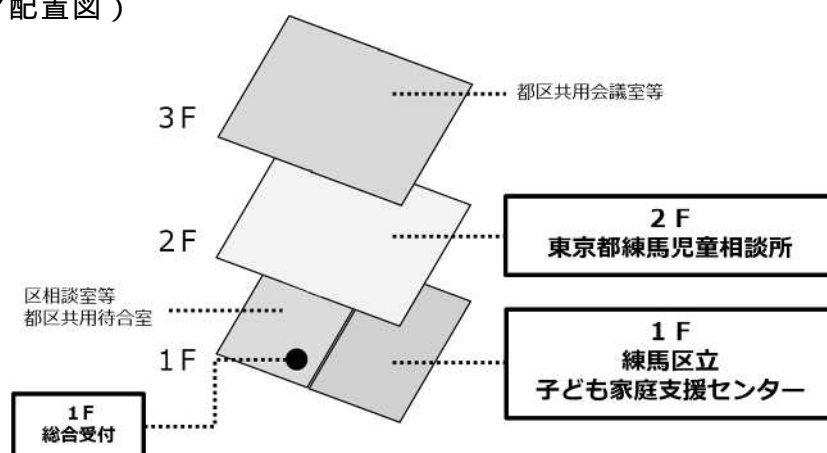 配置図）
3F
都区共用会議室等
2F
2F
東京都練馬児童相談所
区相談室等
都区共用待合室
1F
1F
練馬区立
子ども家庭支援センター
1F
総合受付